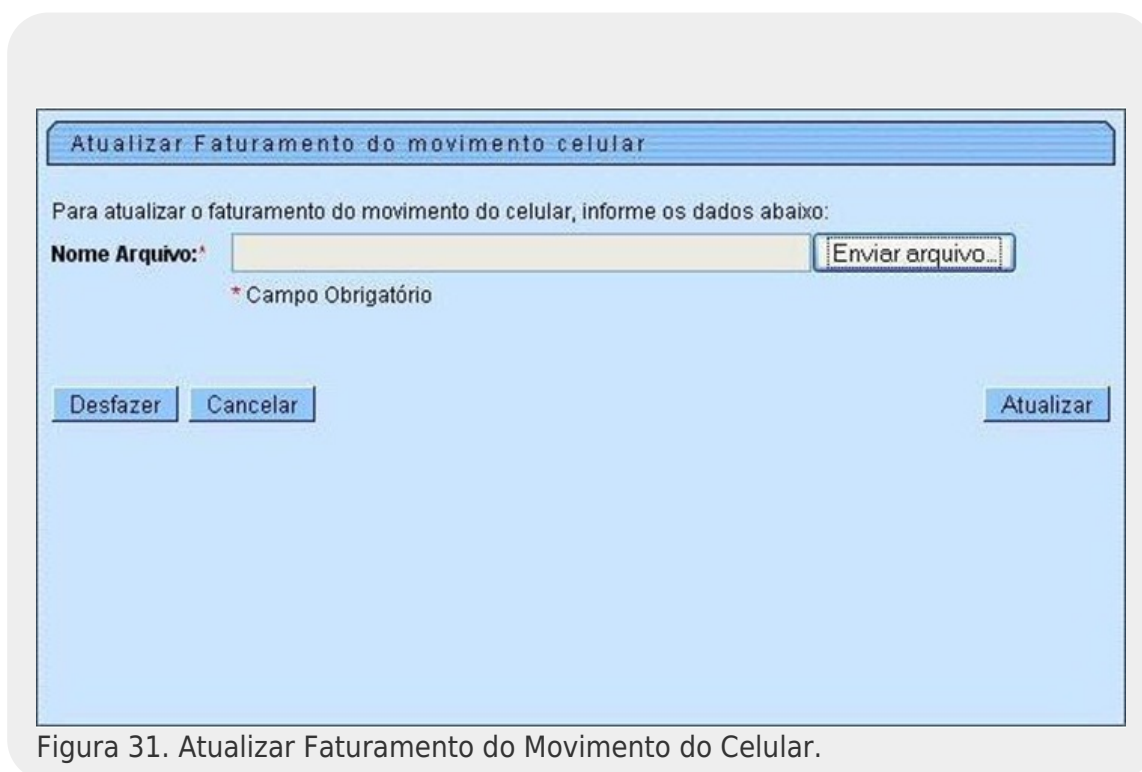 Atualizar Faturamento do movimento celular
Para atualizar o faturamento do movimento do celular, informe os dados abaixo:
Nome Arquivo:* Enviar arquivo...
* Campo Obrigatório
Desfazer Cancelar Atualizar
Figura 31. Atualizar Faturamento do Movimento do Celular.